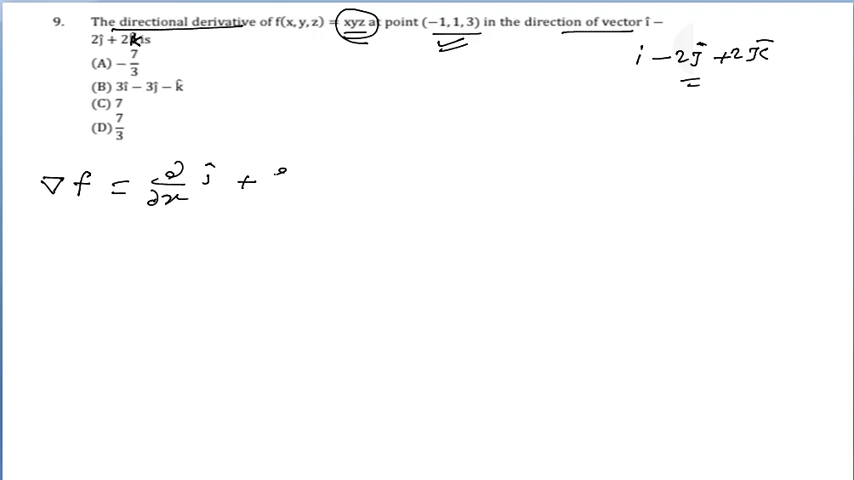 9. The directional derivative of f(x, y, z) = xyz at point (−1, 1, 3) in the direction of vector î −
2ĵ + 2k is
(A) − 7/3
(B) 3î − 3ĵ − k̂
(C) 7
(D) 7/3
i − 2ĵ + 2k̄
∇f = ∂/∂x ĵ +